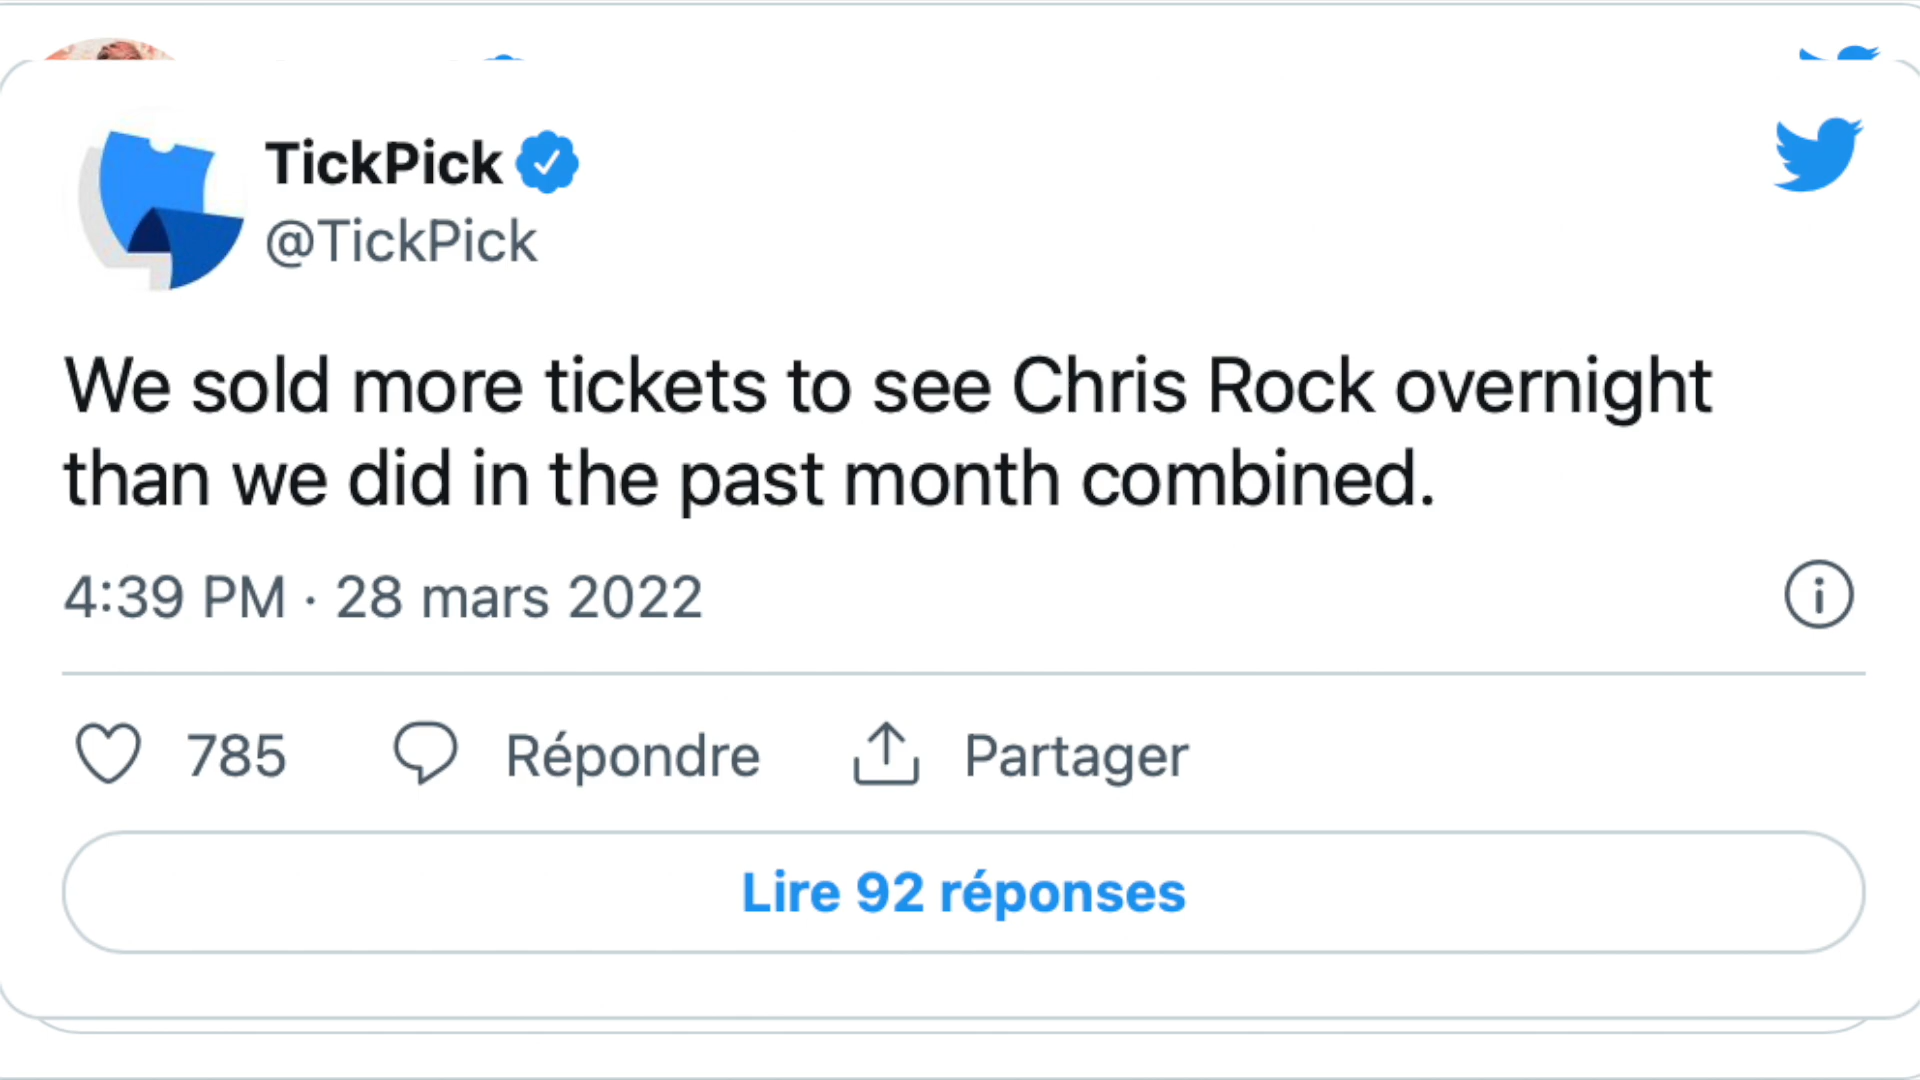 TickPick
@TickPick
We sold more tickets to see Chris Rock overnight
than we did in the past month combined.
4:39 PM · 28 mars 2022
785 Répondre Partager
Lire 92 réponses